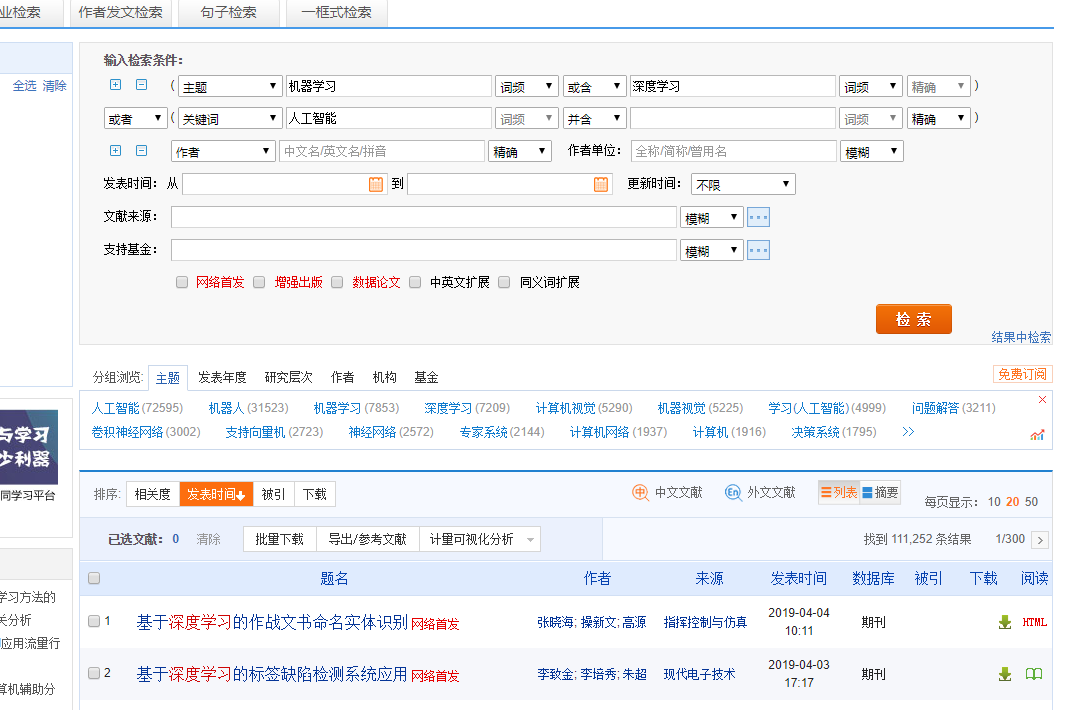 业检索 作者发文检索 句子检索 一框式检索
输入检索条件：
全选 清除
( 主题 机器学习 词频 或含 深度学习 词频 精确 )
或者 ( 关键词 人工智能 词频 并含 词频 精确 )
作者 中文名/英文名/拼音 精确 作者单位： 全称/简称/曾用名 模糊
发表时间： 从 到 更新时间： 不限
文献来源： 模糊
支持基金： 模糊
网络首发 增强出版 数据论文 中英文扩展 同义词扩展
检 索
结果中检索
分组浏览: 主题 发表年度 研究层次 作者 机构 基金 免费订阅
人工智能(72595) 机器人(31523) 机器学习(7853) 深度学习(7209) 计算机视觉(5290) 机器视觉(5225) 学习(人工智能)(4999) 问题解答(3211)
卷积神经网络(3002) 支持向量机(2723) 神经网络(2572) 专家系统(2144) 计算机网络(1937) 计算机(1916) 决策系统(1795) >>
与学习
少利器
同学习平台
排序: 相关度 发表时间↓ 被引 下载 中 中文文献 En 外文文献 列表 摘要 每页显示: 10 20 50
已选文献: 0 清除 批量下载 导出/参考文献 计量可视化分析 找到 111,252 条结果 1/300 >
题名 作者 来源 发表时间 数据库 被引 下载 阅读
学习方法的
关分析
应用流量行
算机辅助分
1 基于深度学习的作战文书命名实体识别 网络首发 张晓海; 操新文; 高源 指挥控制与仿真 2019-04-04 10:11 期刊 HTML
2 基于深度学习的标签缺陷检测系统应用 网络首发 李致金; 李培秀; 朱超 现代电子技术 2019-04-03 17:17 期刊